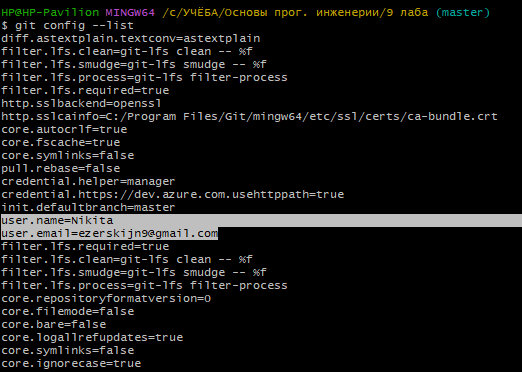 HP@HP-Pavilion MINGW64 /c/УЧЁБА/Основы прог. инженерии/9 лаба (master)
$ git config --list
diff.astextplain.textconv=astextplain
filter.lfs.clean=git-lfs clean -- %f
filter.lfs.smudge=git-lfs smudge -- %f
filter.lfs.process=git-lfs filter-process
filter.lfs.required=true
http.sslbackend=openssl
http.sslcainfo=C:/Program Files/Git/mingw64/etc/ssl/certs/ca-bundle.crt
core.autocrlf=true
core.fscache=true
core.symlinks=false
pull.rebase=false
credential.helper=manager
credential.https://dev.azure.com.usehttppath=true
init.defaultbranch=master
user.name=Nikita
user.email=ezerskijn9@gmail.com
filter.lfs.required=true
filter.lfs.clean=git-lfs clean -- %f
filter.lfs.smudge=git-lfs smudge -- %f
filter.lfs.process=git-lfs filter-process
core.repositoryformatversion=0
core.filemode=false
core.bare=false
core.logallrefupdates=true
core.symlinks=false
core.ignorecase=true